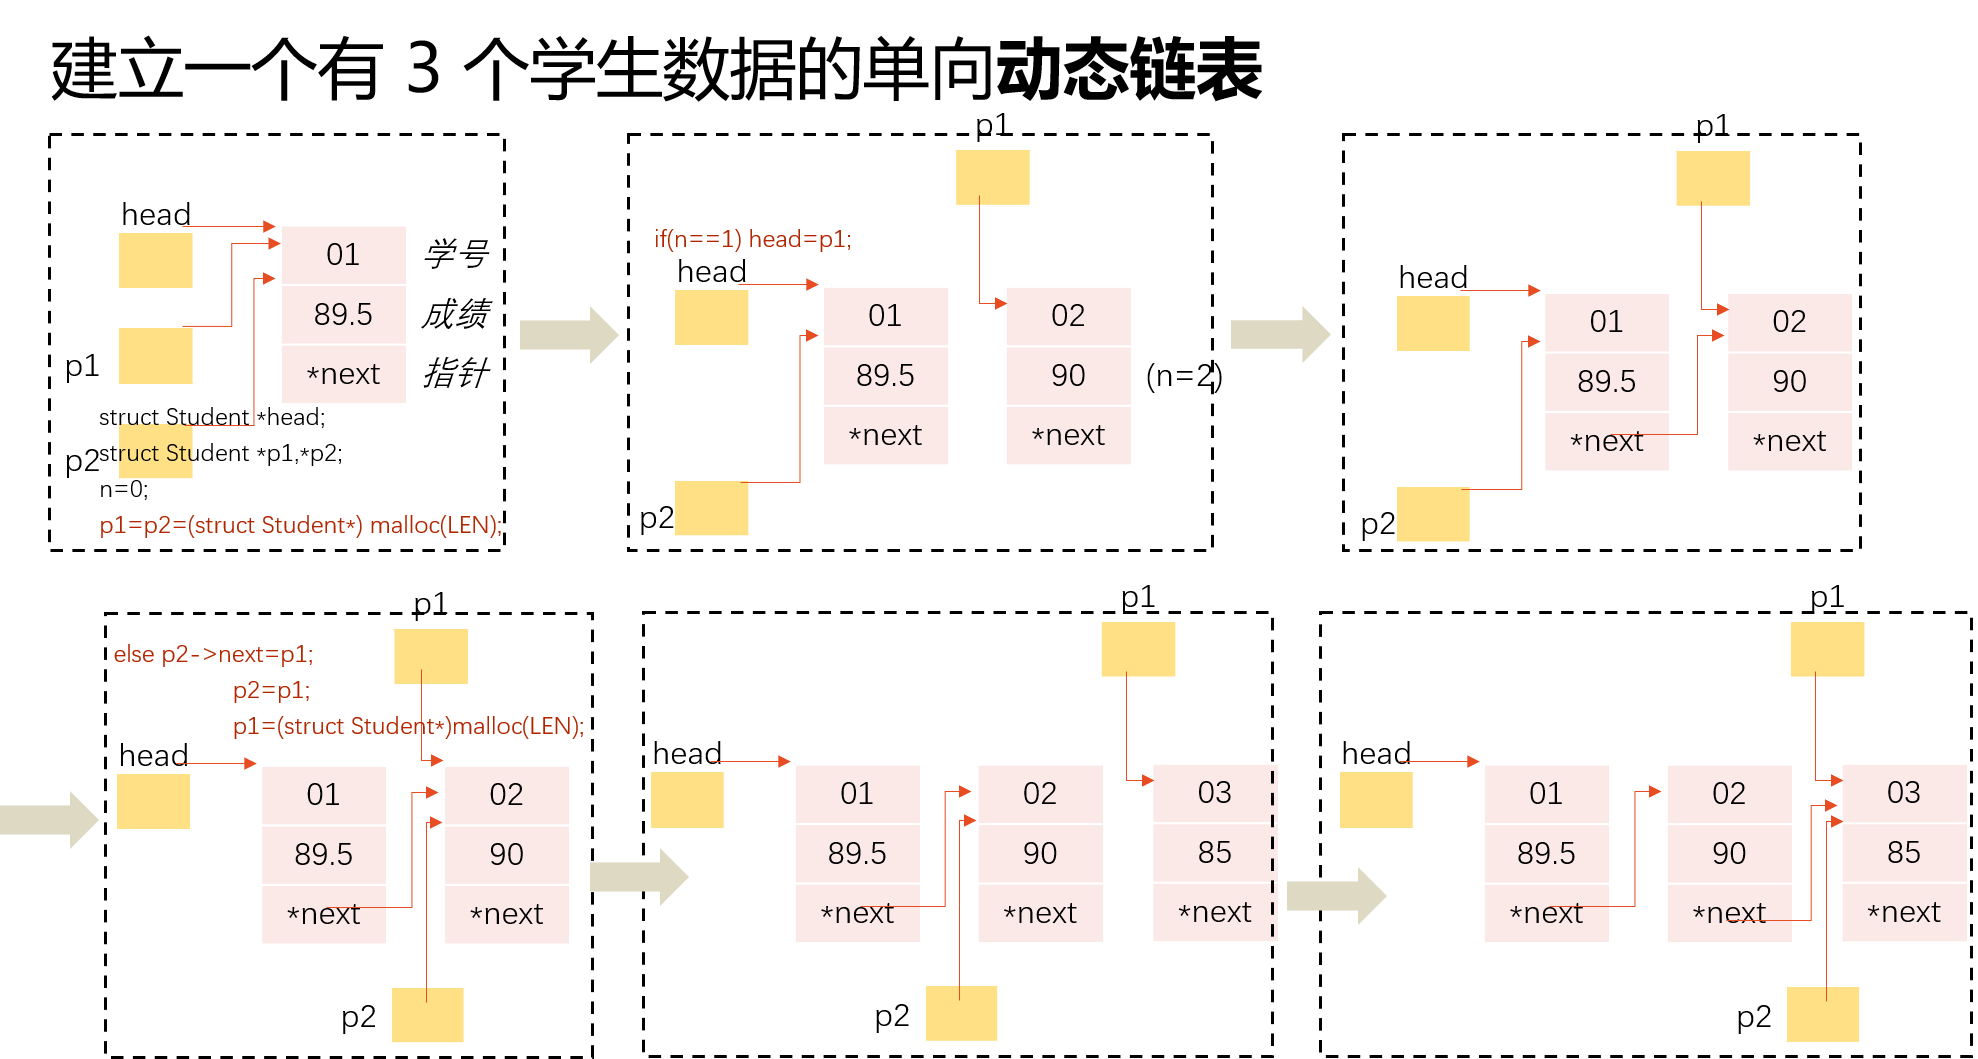 建立一个有 3 个学生数据的单向动态链表
head
p1
p2
01
89.5
*next
学号
成绩
指针
struct Student *head;
struct Student *p1,*p2;
n=0;
p1=p2=(struct Student*) malloc(LEN);
p1
if(n==1) head=p1;
head
01
89.5
*next
02
90
*next
(n=2)
p2
p1
head
01
89.5
*next
02
90
*next
p2
p1
else p2->next=p1;
p2=p1;
p1=(struct Student*)malloc(LEN);
head
01
89.5
*next
02
90
*next
p2
p1
head
01
89.5
*next
02
90
*next
03
85
*next
p2
p1
head
01
89.5
*next
02
90
*next
03
85
*next
p2